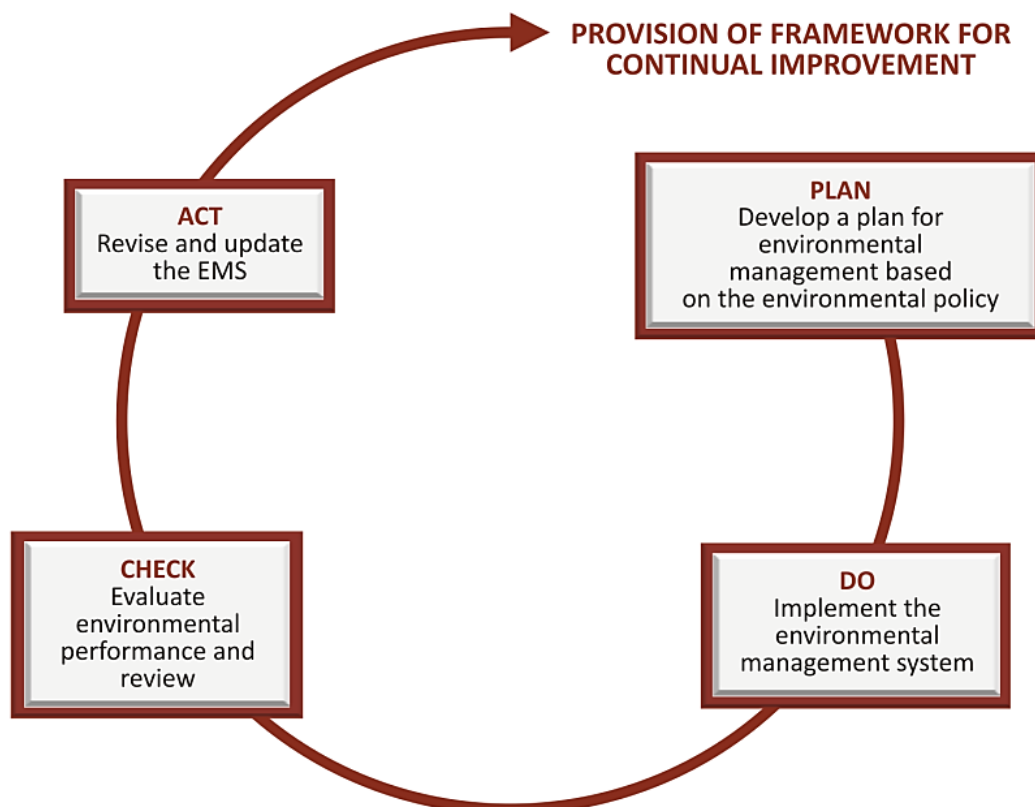 PROVISION OF FRAMEWORK FOR
CONTINUAL IMPROVEMENT
PLAN
Develop a plan for
environmental
management based
on the environmental policy
DO
Implement the
environmental
management system
CHECK
Evaluate
environmental
performance and
review
ACT
Revise and update
the EMS